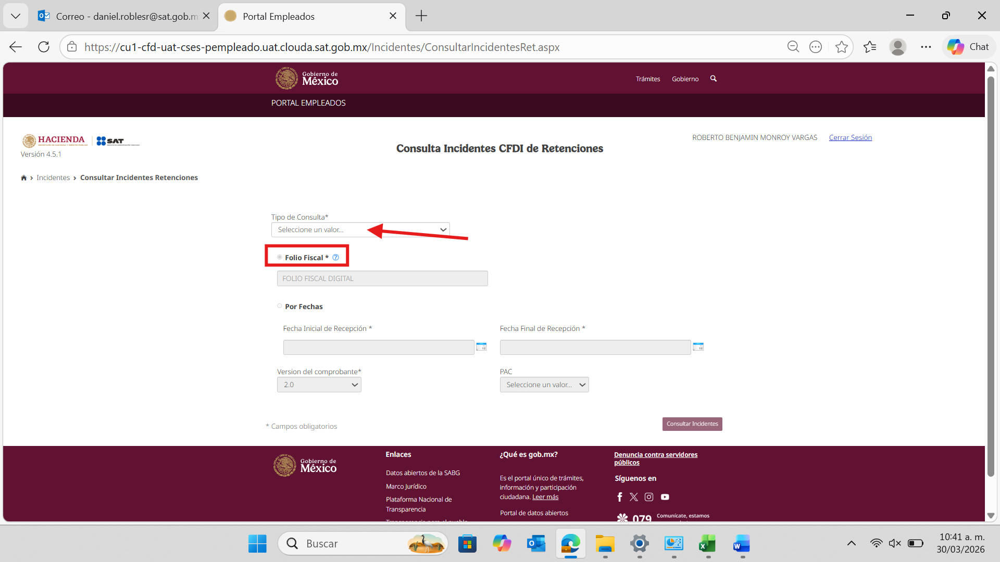 Correo - daniel.roblesr@sat.gob.m
Portal Empleados
https://cu1-cfd-uat-cses-pempleado.uat.clouda.sat.gob.mx/Incidentes/ConsultarIncidentesRet.aspx
Chat
Gobierno de
México
Trámites
Gobierno
PORTAL EMPLEADOS
HACIENDA
SAT
Versión 4.5.1
Consulta Incidentes CFDI de Retenciones
ROBERTO BENJAMIN MONROY VARGAS
Cerrar Sesión
Incidentes
Consultar Incidentes Retenciones
Tipo de Consulta*
Seleccione un valor...
Folio Fiscal *
FOLIO FISCAL DIGITAL
Por Fechas
Fecha Inicial de Recepción *
Fecha Final de Recepción *
Version del comprobante*
PAC
2.0
Seleccione un valor...
* Campos obligatorios
Consultar Incidentes
Gobierno de
México
Enlaces
Datos abiertos de la SABG
Marco Jurídico
Plataforma Nacional de
Transparencia
¿Qué es gob.mx?
Es el portal único de trámites,
información y participación
ciudadana. Leer más
Portal de datos abiertos
Denuncia contra servidores
públicos
Síguenos en
079
Comunícate, estamos
Buscar
10:41 a. m.
30/03/2026